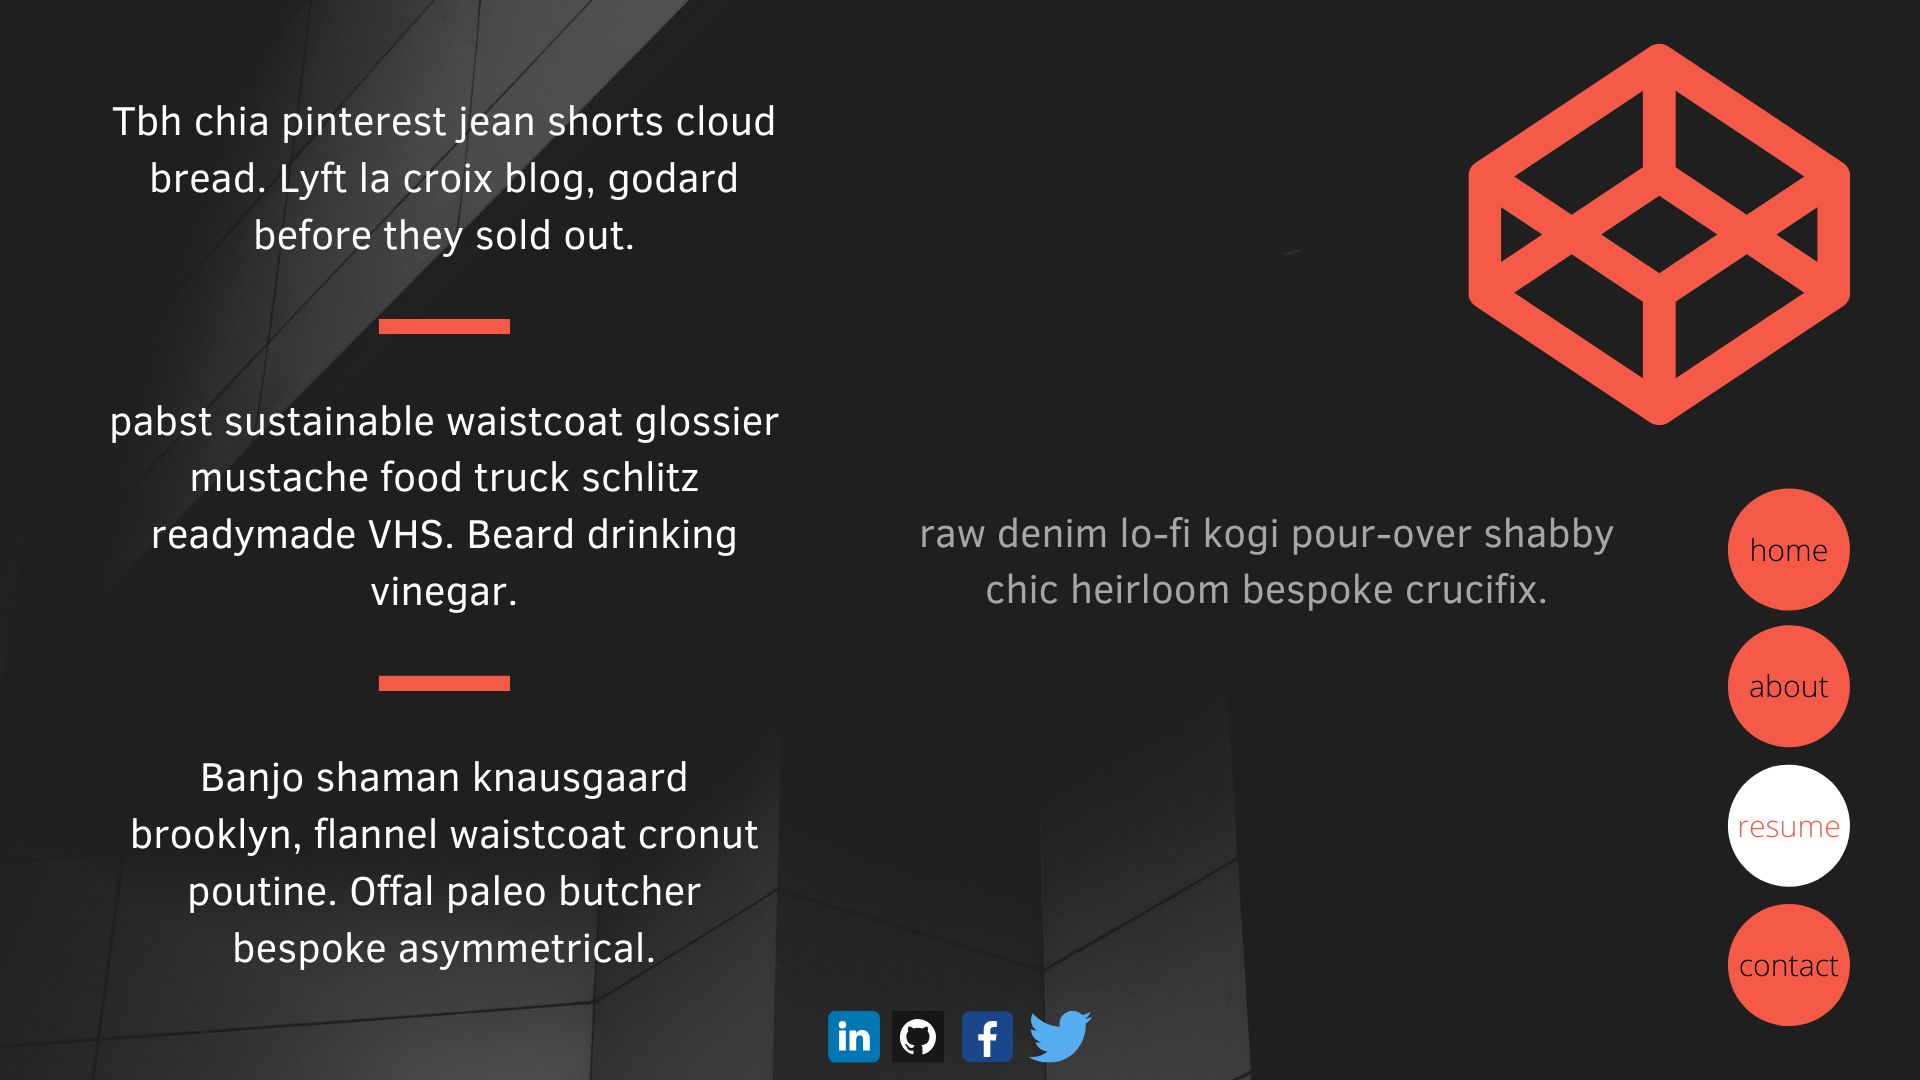 Tbh chia pinterest jean shorts cloud
bread. Lyft la croix blog, godard
before they sold out.
pabst sustainable waistcoat glossier
mustache food truck schlitz
readymade VHS. Beard drinking
vinegar.
Banjo shaman knausgaard
brooklyn, flannel waistcoat cronut
poutine. Offal paleo butcher
bespoke asymmetrical.
raw denim lo-fi kogi pour-over shabby
chic heirloom bespoke crucifix.
home
about
resume
contact
in
f